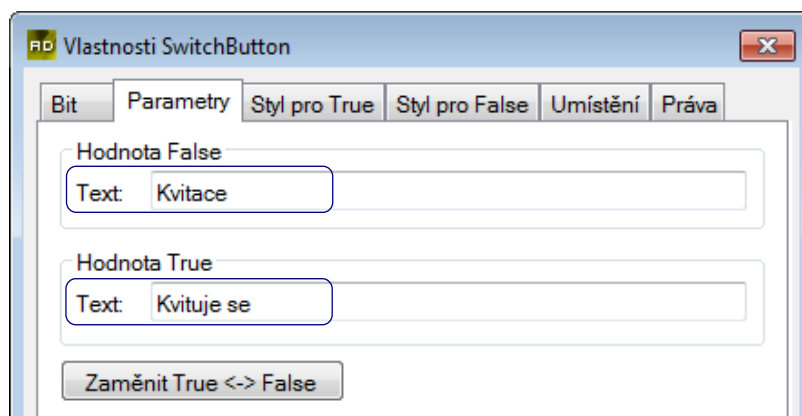 RD Vlastnosti SwitchButton
Bit Parametry Styl pro True Styl pro False Umístění Práva
Hodnota False
Text: Kvitace
Hodnota True
Text: Kvituje se
Zaměnit True <-> False